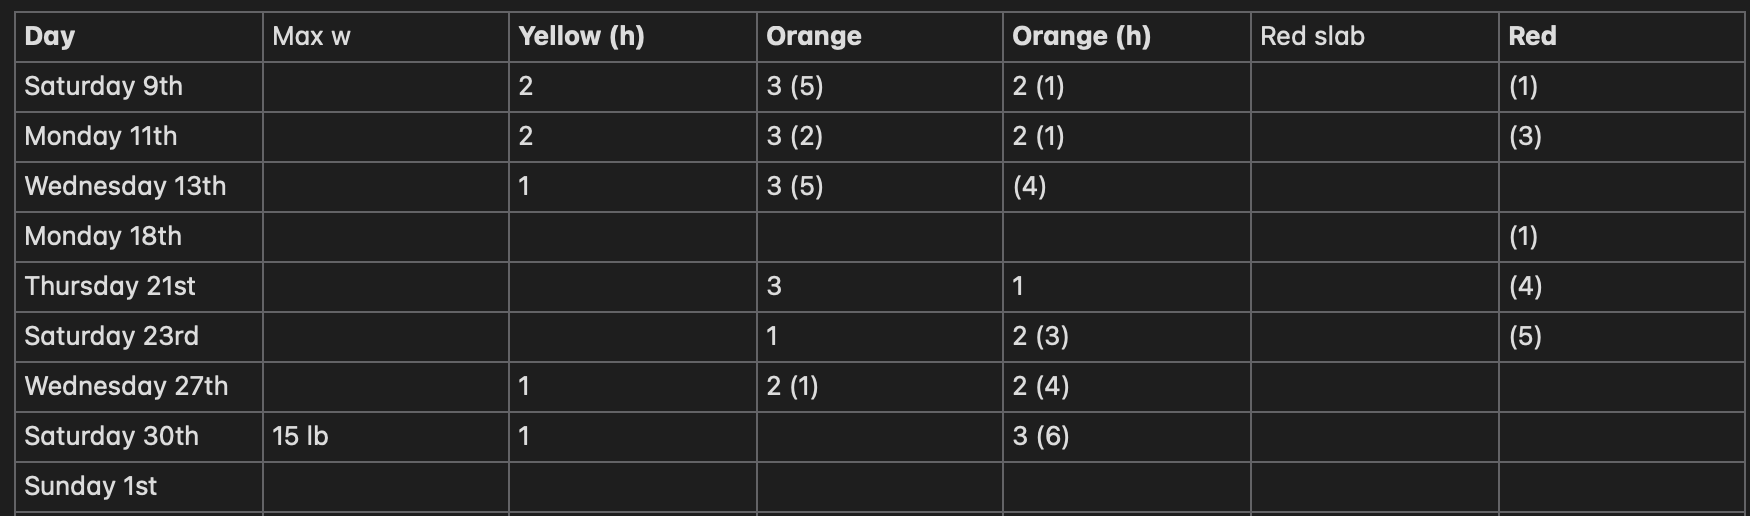 Day Max w Yellow (h) Orange Orange (h) Red slab Red
Saturday 9th 2 3 (5) 2 (1) (1)
Monday 11th 2 3 (2) 2 (1) (3)
Wednesday 13th 1 3 (5) (4)
Monday 18th (1)
Thursday 21st 3 1 (4)
Saturday 23rd 1 2 (3) (5)
Wednesday 27th 1 2 (1) 2 (4)
Saturday 30th 15 lb 1 3 (6)
Sunday 1st